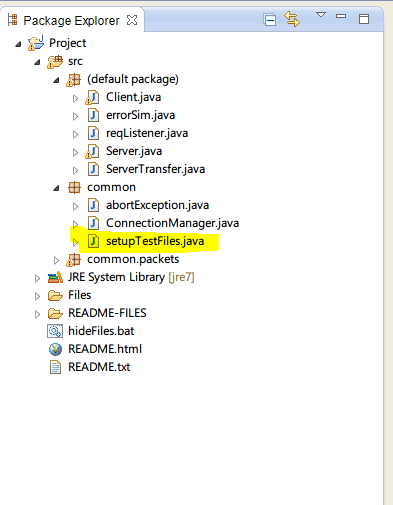 Package Explorer
Project
src
(default package)
Client.java
errorSim.java
reqListener.java
Server.java
ServerTransfer.java
common
abortException.java
ConnectionManager.java
setupTestFiles.java
common.packets
JRE System Library [jre7]
Files
README-FILES
hideFiles.bat
README.html
README.txt